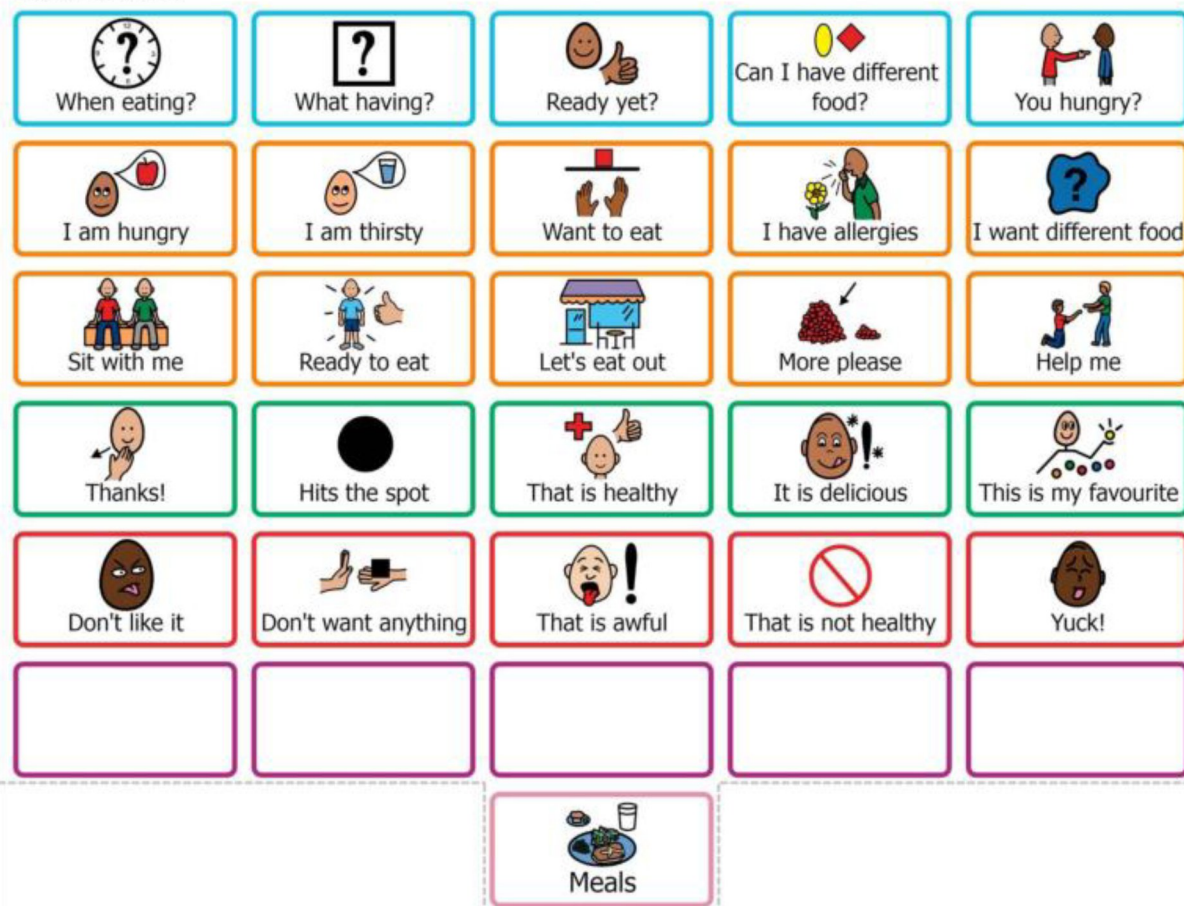 When eating?
What having?
Ready yet?
Can I have different
food?
You hungry?
I am hungry
I am thirsty
Want to eat
I have allergies
I want different food
Sit with me
Ready to eat
Let's eat out
More please
Help me
Thanks!
Hits the spot
That is healthy
It is delicious
This is my favourite
Don't like it
Don't want anything
That is awful
That is not healthy
Yuck!
Meals